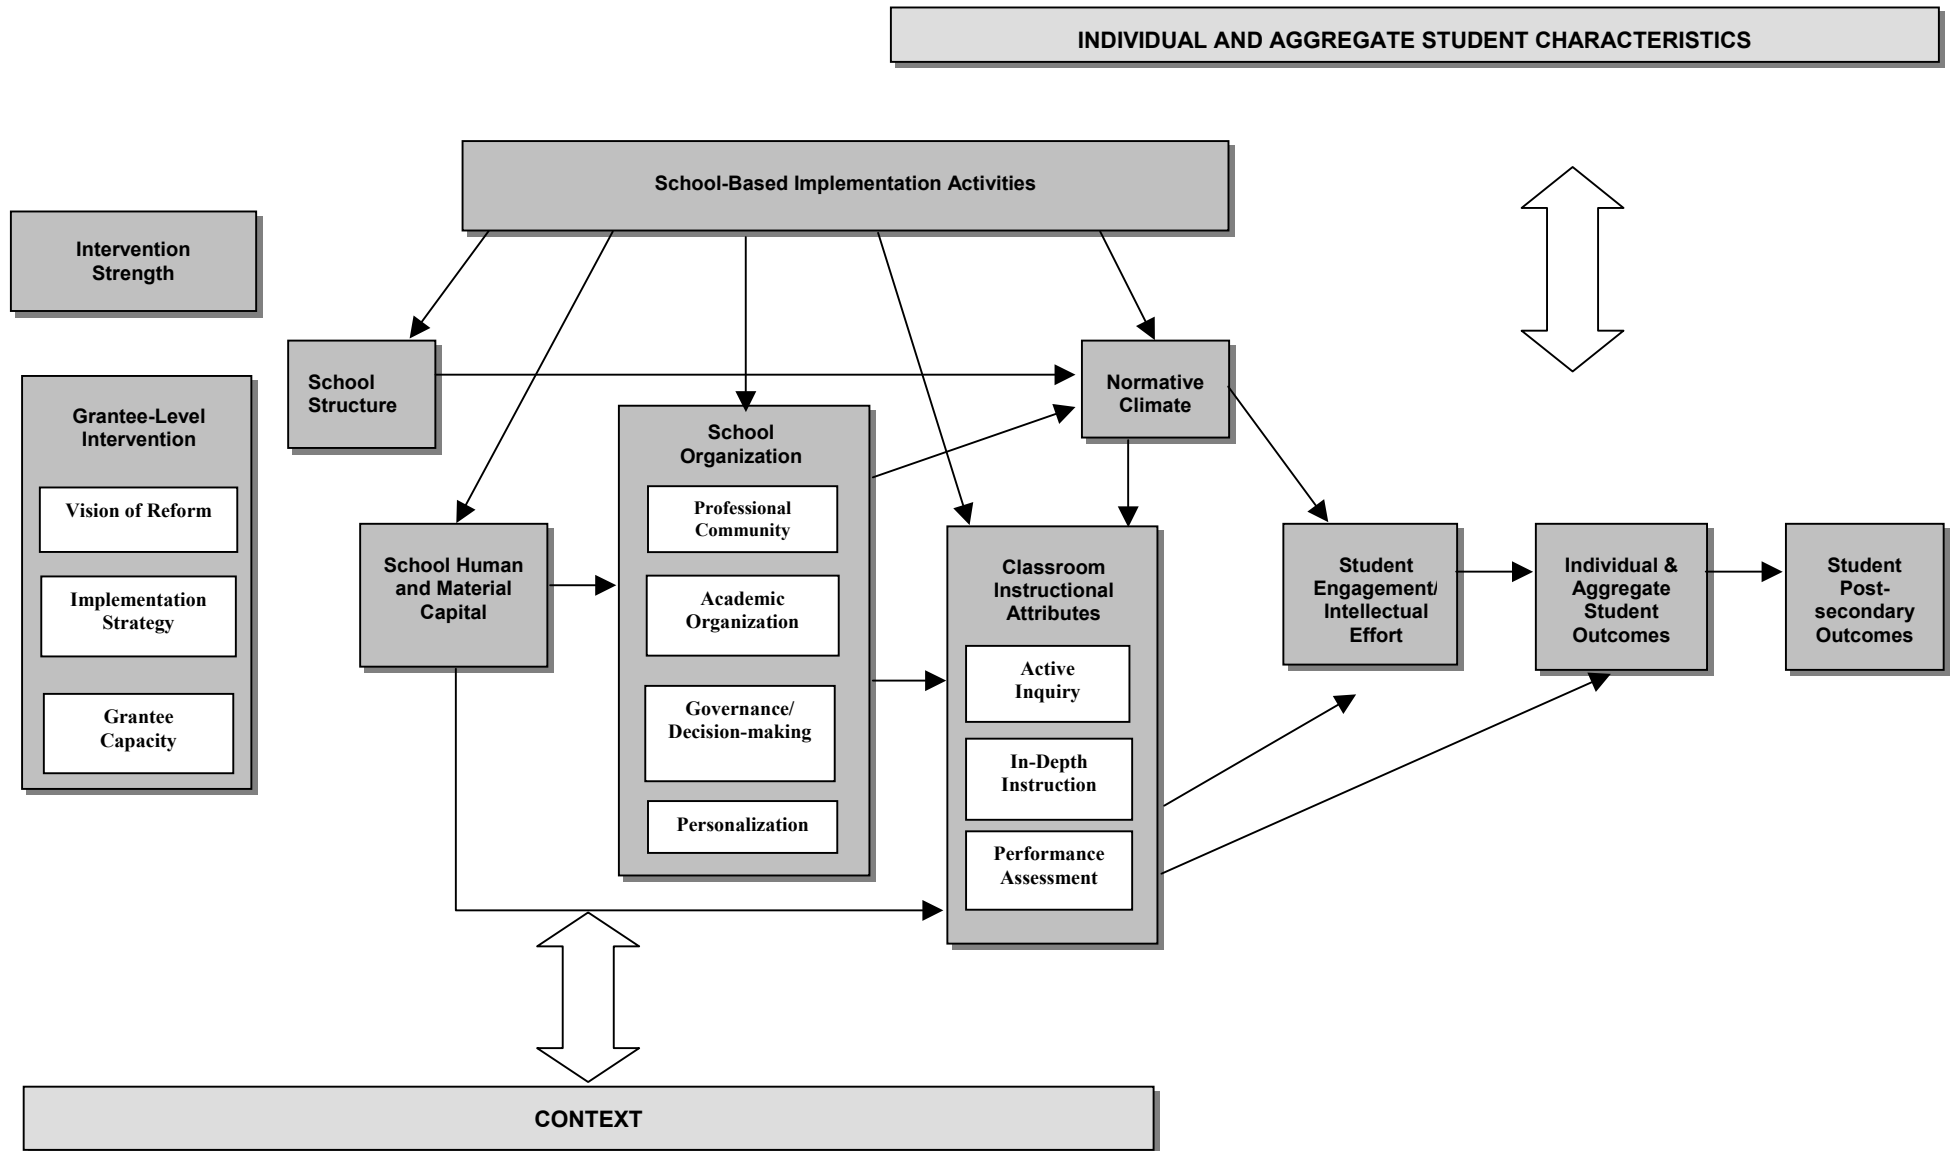 INDIVIDUAL AND AGGREGATE STUDENT CHARACTERISTICS
School-Based Implementation Activities
Intervention
Strength
School
Structure
Normative
Climate
Grantee-Level
Intervention
Vision of Reform
Implementation
Strategy
Grantee
Capacity
School Human
and Material
Capital
School
Organization
Professional
Community
Academic
Organization
Governance/
Decision-making
Personalization
Classroom
Instructional
Attributes
Active
Inquiry
In-Depth
Instruction
Performance
Assessment
Student
Engagement/
Intellectual
Effort
Individual &
Aggregate
Student
Outcomes
Student
Post-
secondary
Outcomes
CONTEXT